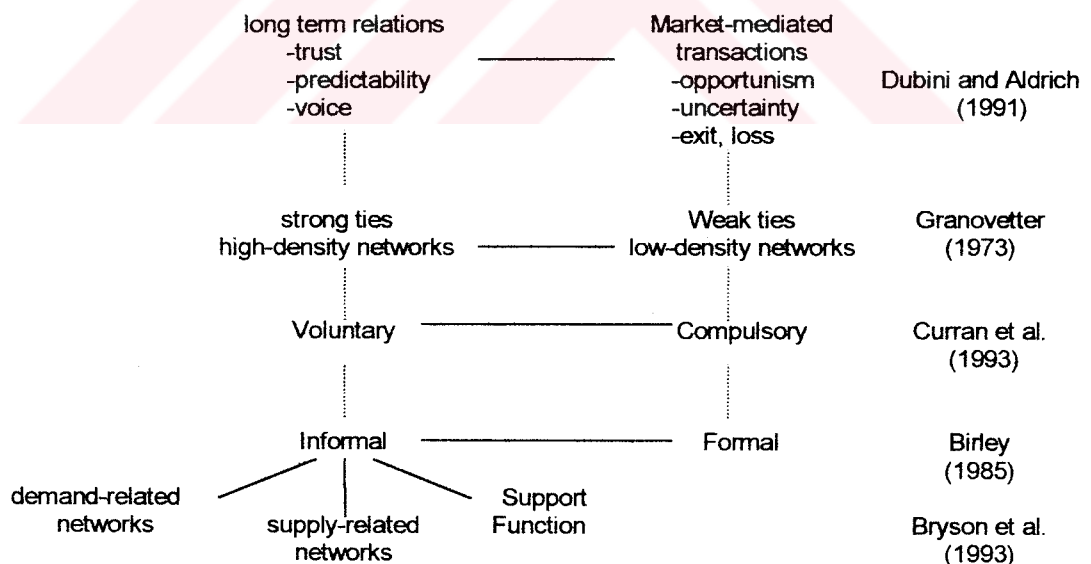 long term relations
-trust
-predictability
-voice
Market-mediated
transactions
-opportunism
-uncertainty
-exit, loss
Dubini and Aldrich
(1991)
strong ties
high-density networks
Weak ties
low-density networks
Granovetter
(1973)
Voluntary
Compulsory
Curran et al.
(1993)
Informal
Formal
Birley
(1985)
demand-related
networks
supply-related
networks
Support
Function
Bryson et al.
(1993)